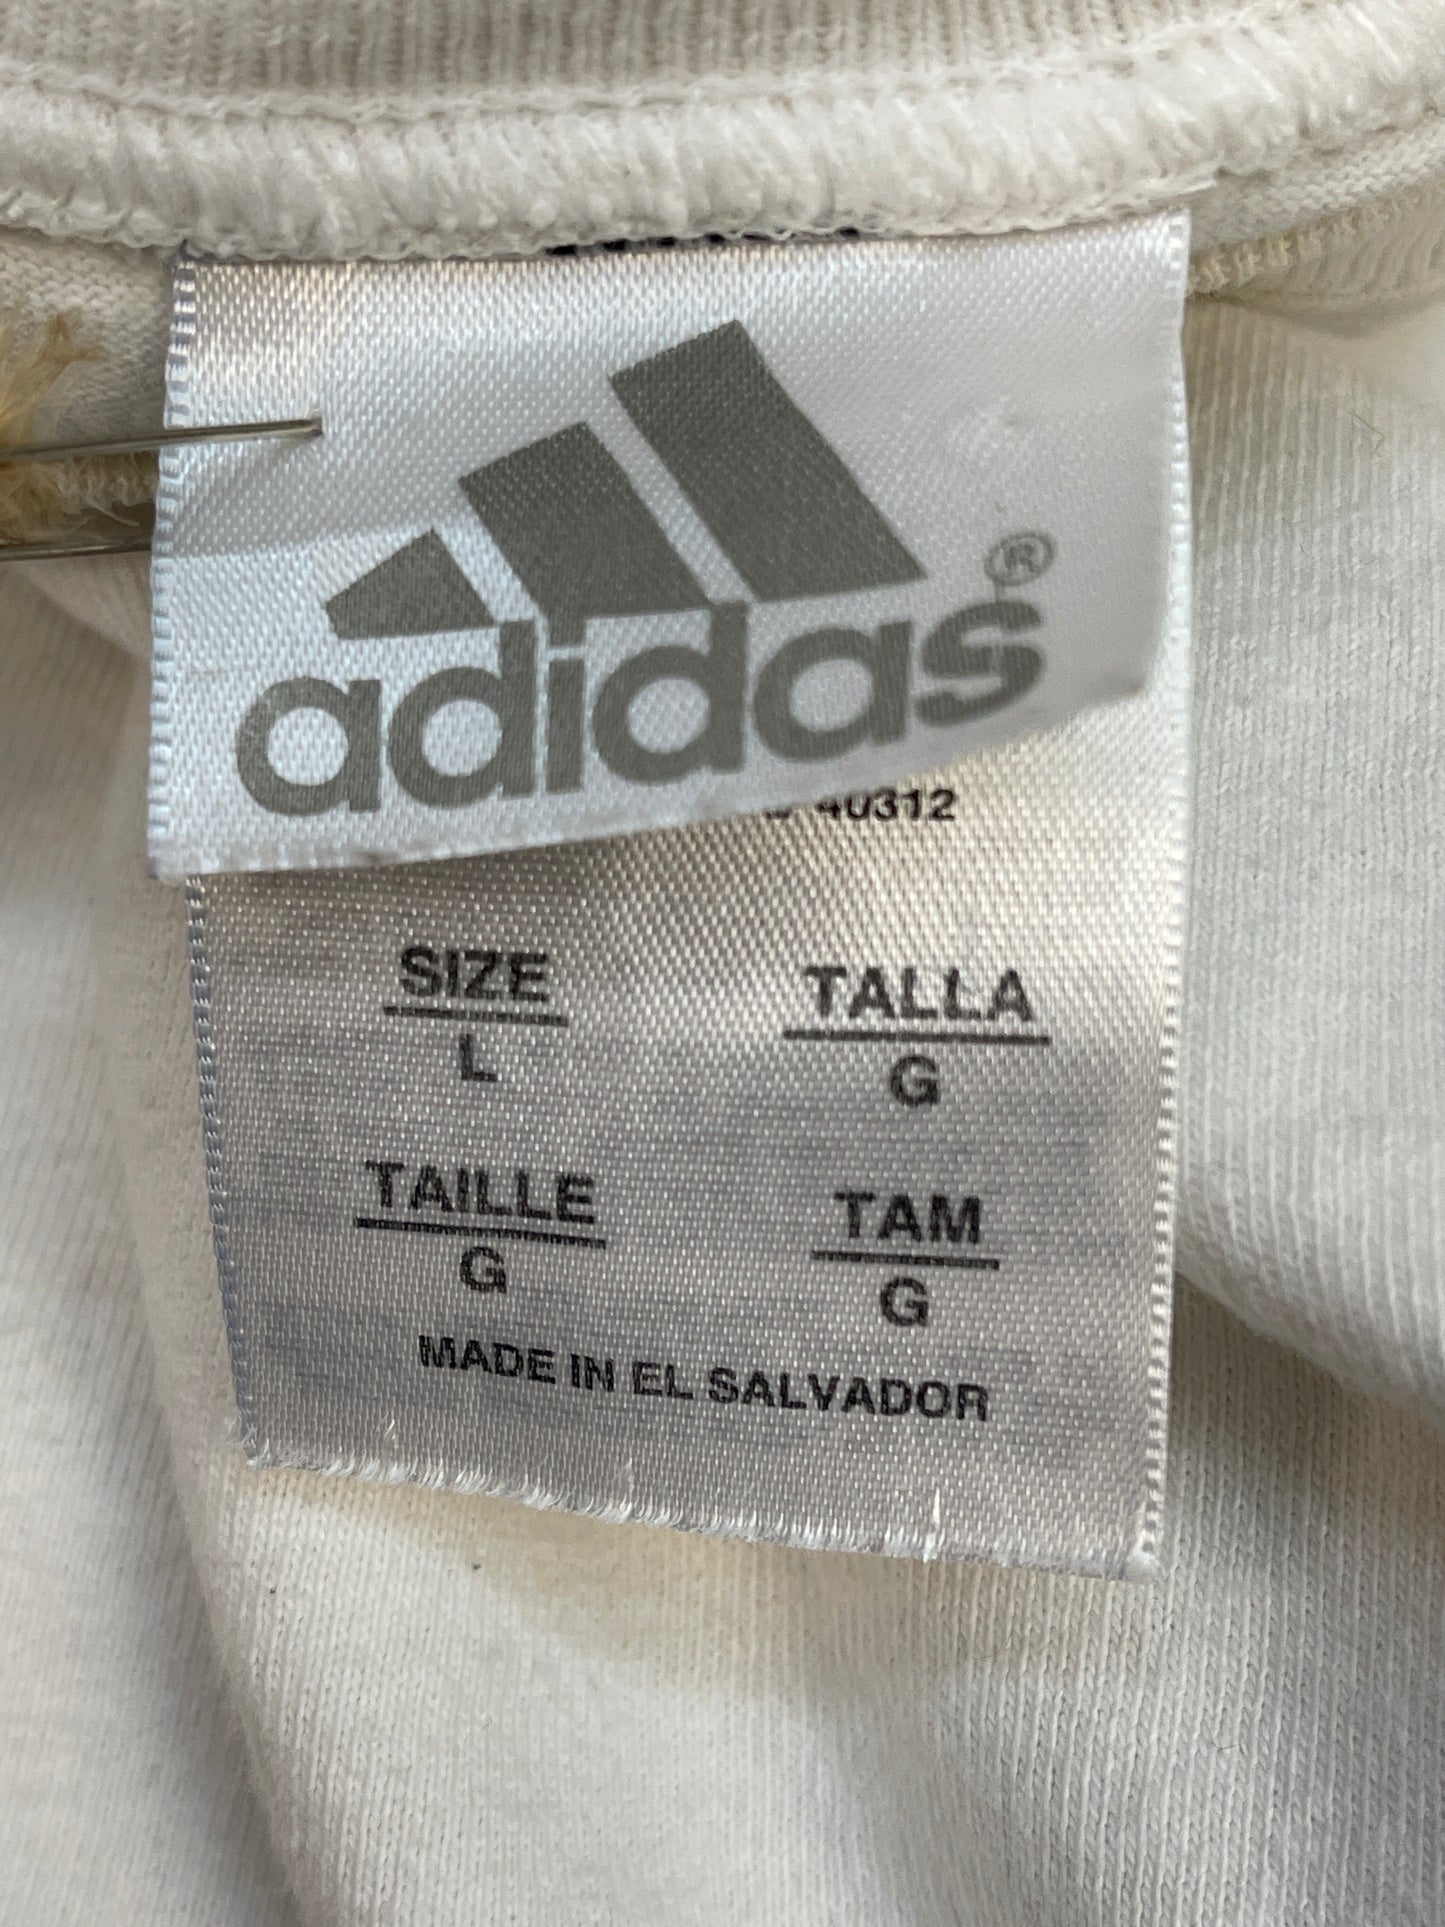 adidas®
40312
SIZE TALLA
L G
TAILLE TAM
G G
MADE IN EL SALVADOR